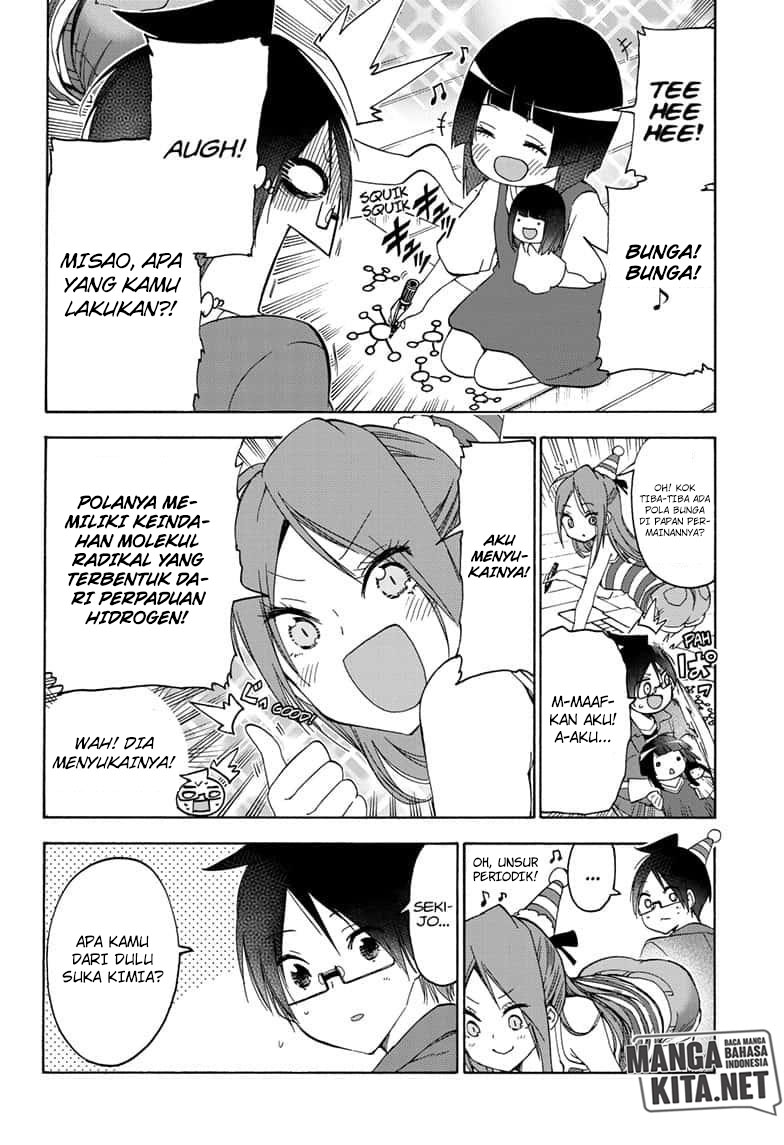 TEE
HEE
HEE!
BUNGA!
BUNGA!
SQUIK
SQUIK
AUGH!
MISAO, APA
YANG KAMU
LAKUKAN?!
OH! KOK
TIBA-TIBA ADA
POLA BUNGA
DI PAPAN PER-
MAINANNYA?
PAH
ぱっ
M-MAAF-
KAN AKU!
A-AKU...
AKU
MENYU-
KAINYA!
POLANYA ME-
MILIKI KEINDA-
HAN MOLEKUL
RADIKAL YANG
TERBENTUK DA-
RI PERPADUAN
HIDROGEN!
GOOD!
WAH! DIA
MENYUKAINYA!
...
OH, UNSUR
PERIODIK!
SEKI-
JO...
APA KAMU
DARI DULU
SUKA KIMIA?
MANGA
KITA.NET
BACA MANGA
BAHASA
INDONESIA